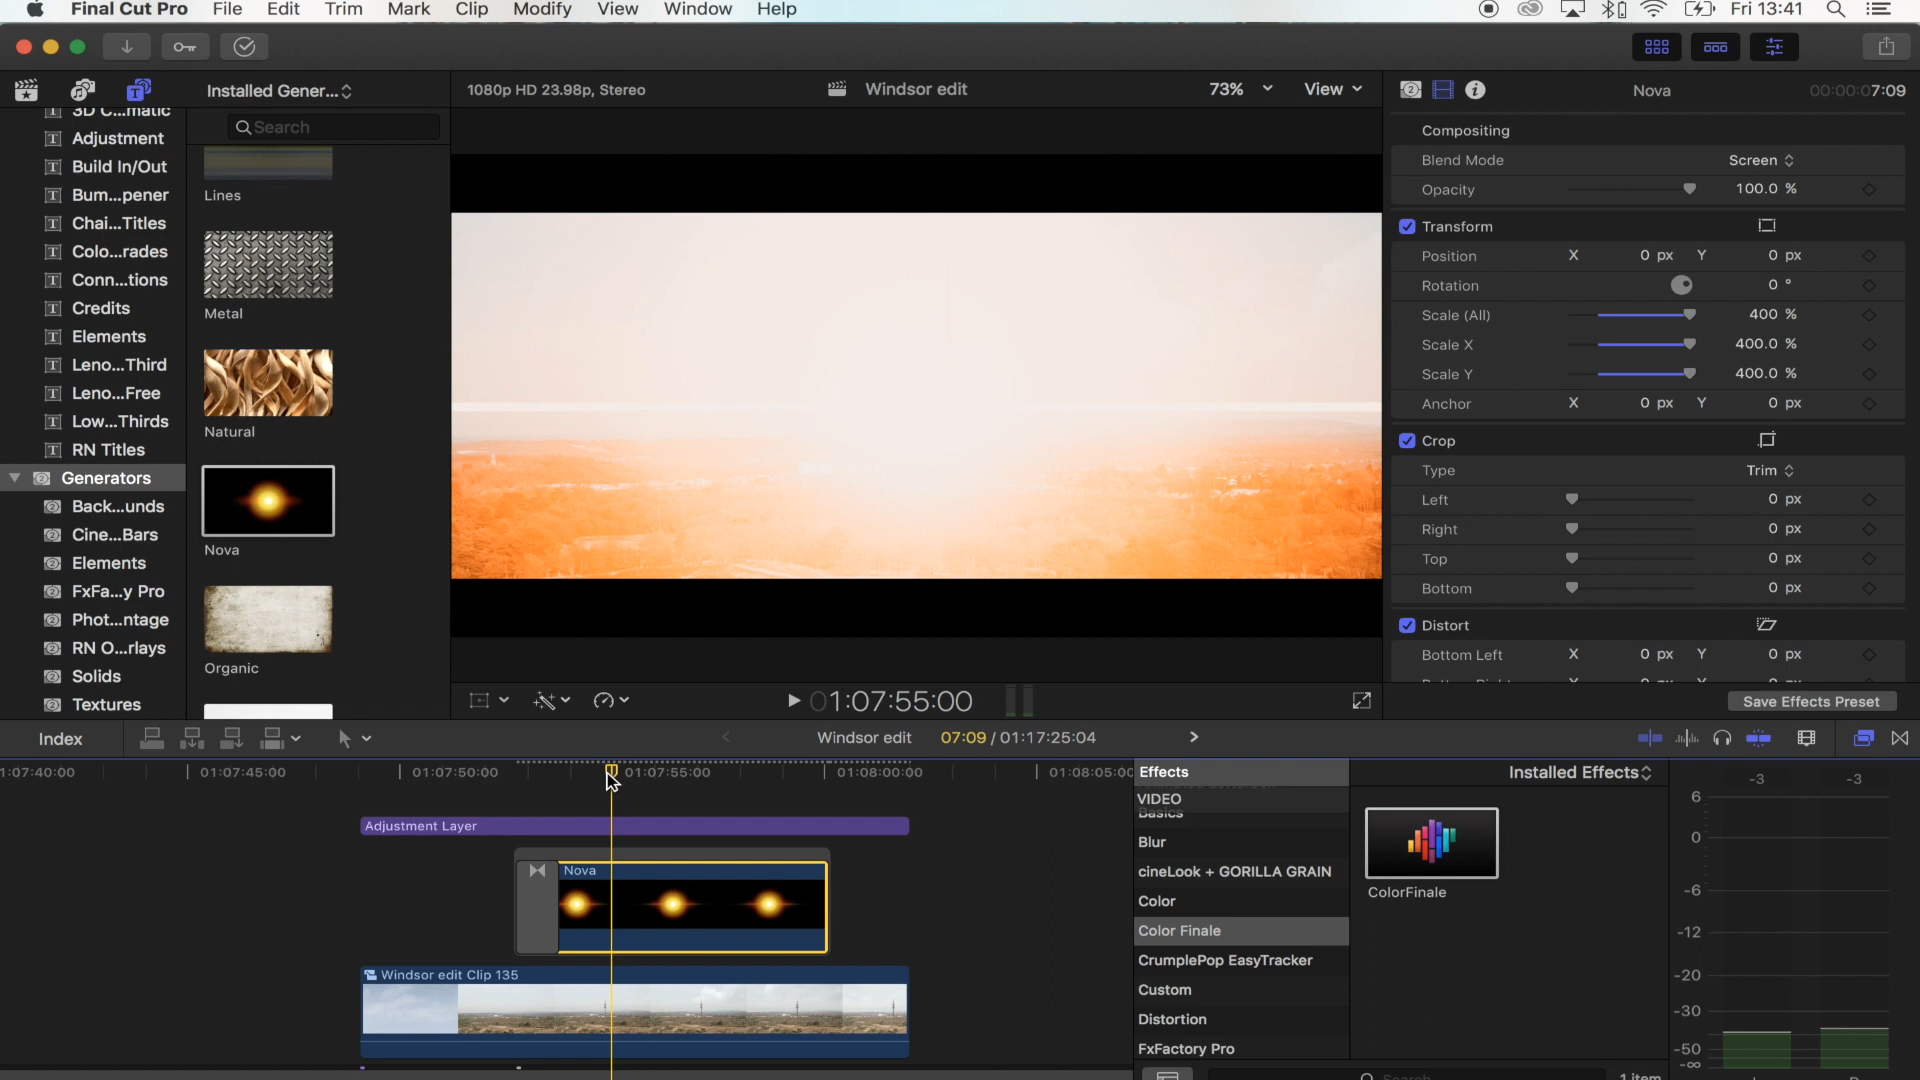 Final Cut Pro File Edit Trim Mark Clip Modify View Window Help Fri 13:41
Installed Gener...
1080p HD 23.98p, Stereo
Windsor edit
73%
View
Nova
00:00:07:09
3D C...matic
Adjustment
Build In/Out
Bum...pener
Chai...Titles
Colo...rades
Conn...tions
Credits
Elements
Leno...Third
Leno...Free
Low...Thirds
RN Titles
Generators
Back...unds
Cine...Bars
Elements
FxFa...y Pro
Phot...ntage
RN O...rlays
Solids
Textures
Search
Lines
Metal
Natural
Nova
Organic
Compositing
Blend Mode Screen
Opacity 100.0 %
Transform
Position X 0 px Y 0 px
Rotation 0 °
Scale (All) 400 %
Scale X 400.0 %
Scale Y 400.0 %
Anchor X 0 px Y 0 px
Crop
Type Trim
Left 0 px
Right 0 px
Top 0 px
Bottom 0 px
Distort
Bottom Left X 0 px Y 0 px
Save Effects Preset
01:07:55:00
Index
Windsor edit
07:09 / 01:17:25:04
1:07:40:00 01:07:45:00 01:07:50:00 01:07:55:00 01:08:00:00 01:08:05:00
Adjustment Layer
Nova
Windsor edit Clip 135
Effects
Installed Effects
VIDEO
Basics
Blur
cineLook + GORILLA GRAIN
Color
Color Finale
CrumplePop EasyTracker
Custom
Distortion
FxFactory Pro
ColorFinale
Search
1 item
-3 -3
6
0
-6
-12
-20
-30
-50
-∞